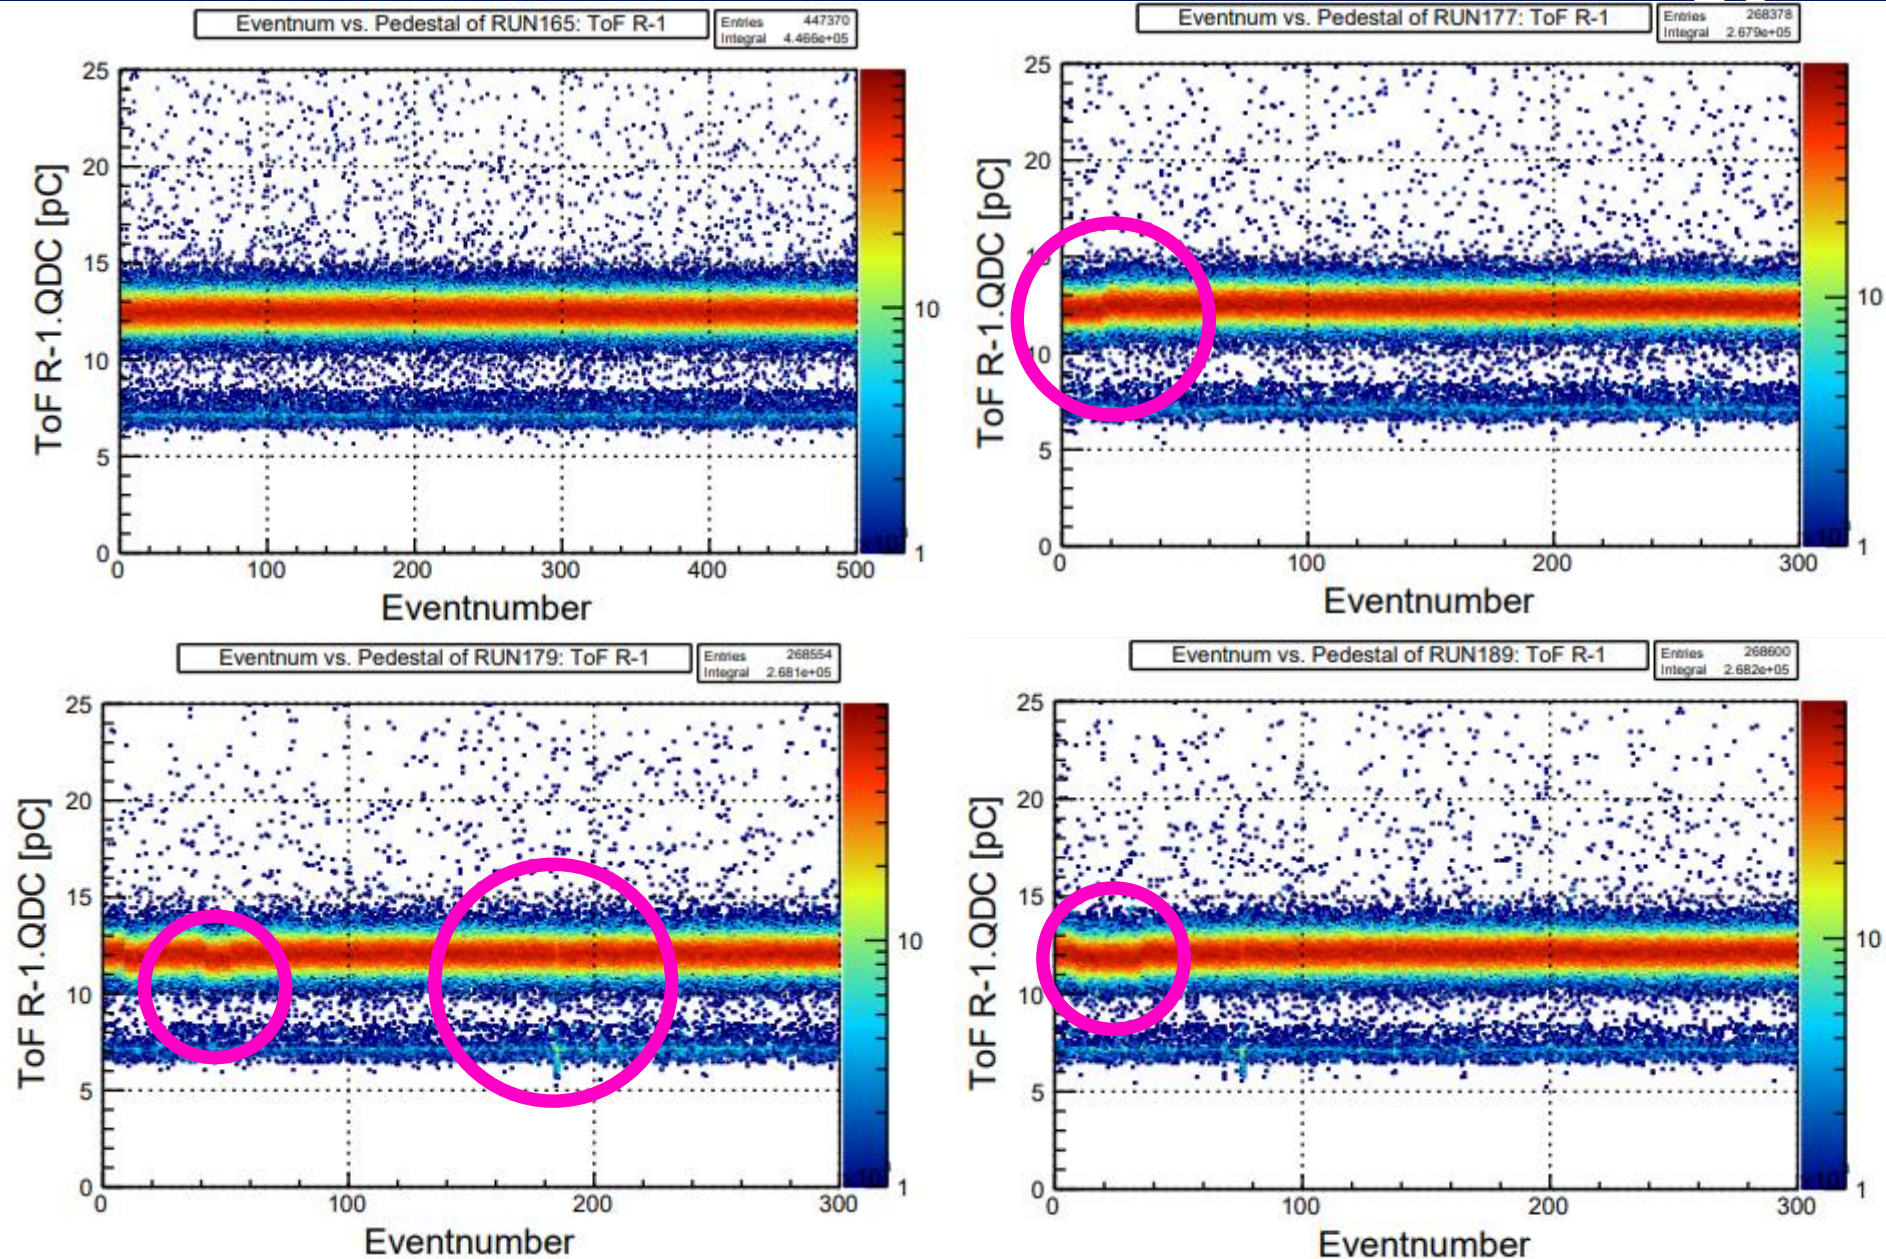 Eventnum vs. Pedestal of RUN165: ToF R-1
Entries 447370
Integral 4.466e+05
ToF R-1.QDC [pC]
25
20
15
10
5
0
0 100 200 300 400 500
Eventnumber
10
1
Eventnum vs. Pedestal of RUN177: ToF R-1
Entries 268378
Integral 2.679e+05
ToF R-1.QDC [pC]
25
20
15
10
5
0
0 100 200 300
Eventnumber
10
1
Eventnum vs. Pedestal of RUN179: ToF R-1
Entries 268554
Integral 2.681e+05
ToF R-1.QDC [pC]
25
20
15
10
5
0
0 100 200 300
Eventnumber
10
1
Eventnum vs. Pedestal of RUN189: ToF R-1
Entries 268600
Integral 2.682e+05
ToF R-1.QDC [pC]
25
20
15
10
5
0
0 100 200 300
Eventnumber
10
1